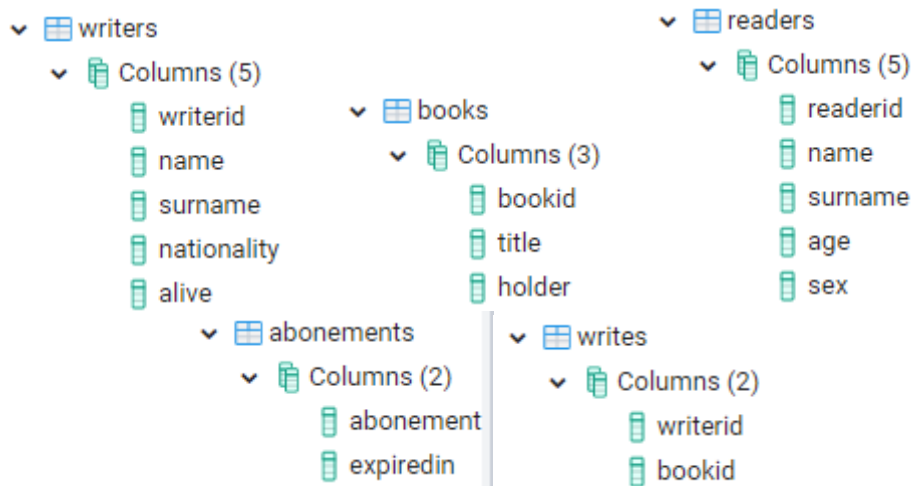 writers
Columns (5)
writerid
name
surname
nationality
alive
books
Columns (3)
bookid
title
holder
readers
Columns (5)
readerid
name
surname
age
sex
abonements
Columns (2)
abonement
expiredin
writes
Columns (2)
writerid
bookid